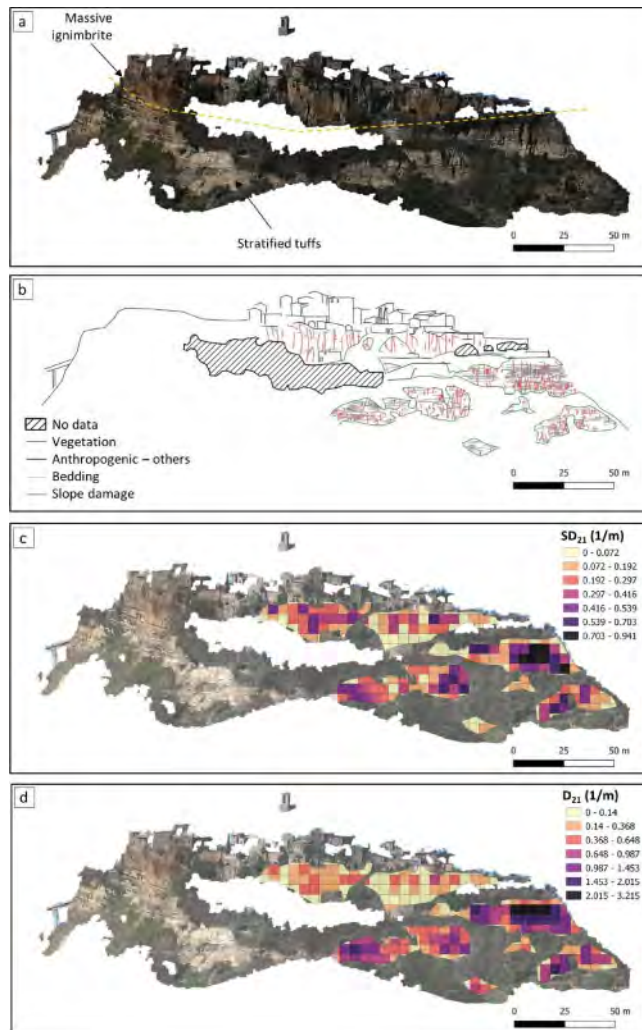 a
Massive
ignimbrite
Stratified tuffs
0 25 50 m
b
No data
Vegetation
Anthropogenic – others
Bedding
Slope damage
0 25 50 m
c
SD21 (1/m)
0 - 0.072
0.072 - 0.192
0.192 - 0.297
0.297 - 0.416
0.416 - 0.539
0.539 - 0.703
0.703 - 0.941
0 25 50 m
d
D21 (1/m)
0 - 0.14
0.14 - 0.368
0.368 - 0.648
0.648 - 0.987
0.987 - 1.453
1.453 - 2.015
2.015 - 3.215
0 25 50 m